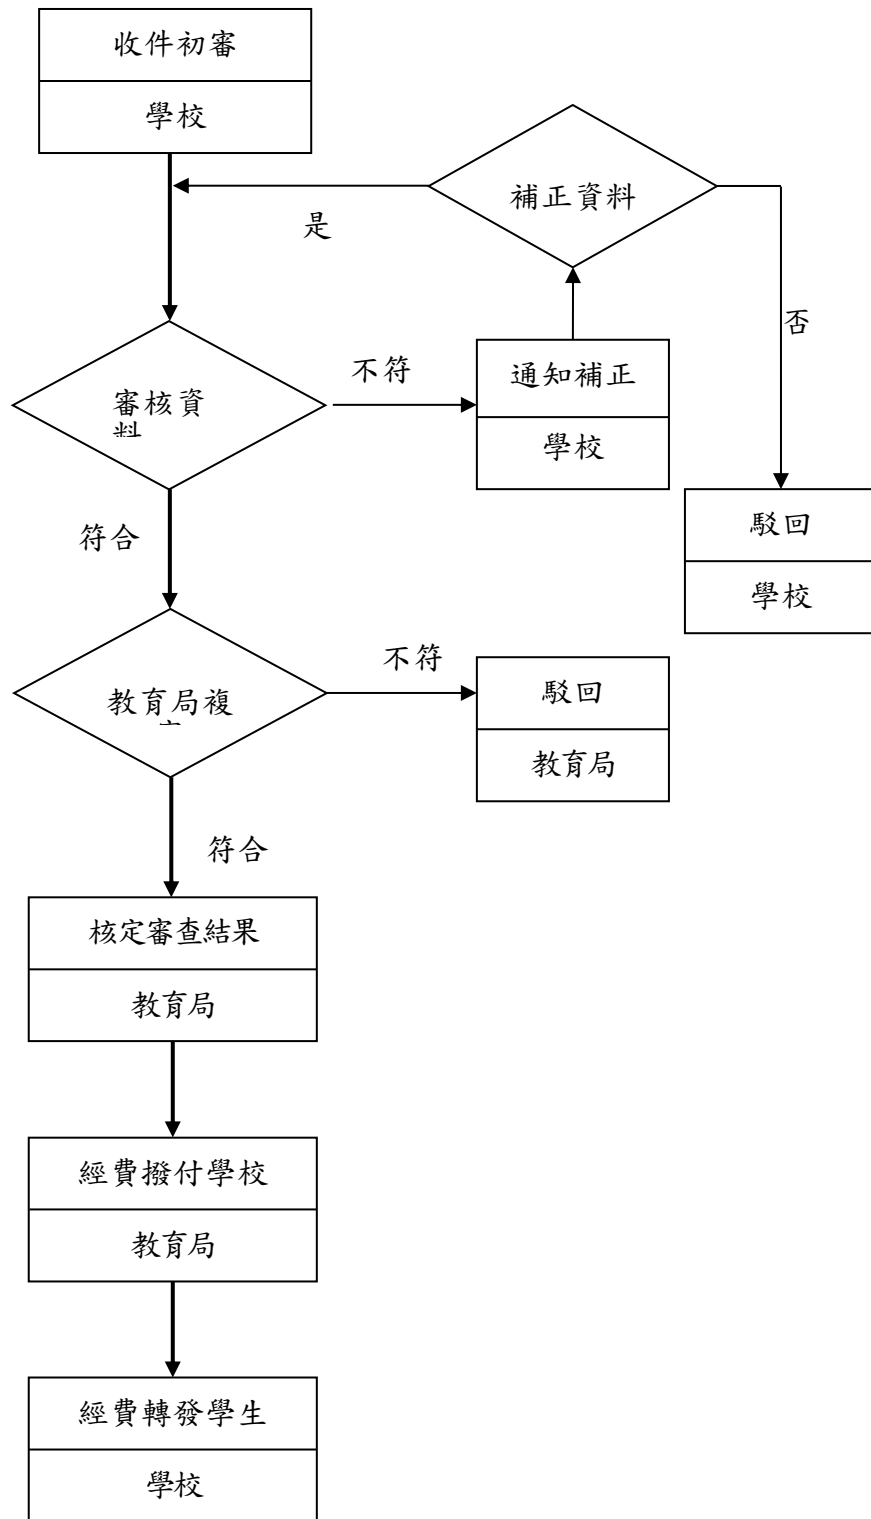 收件初審
學校
補正資料
是
否
審核資
料
不符
通知補正
學校
駁回
學校
符合
教育局複
不符
駁回
教育局
符合
核定審查結果
教育局
經費撥付學校
教育局
經費轉發學生
學校